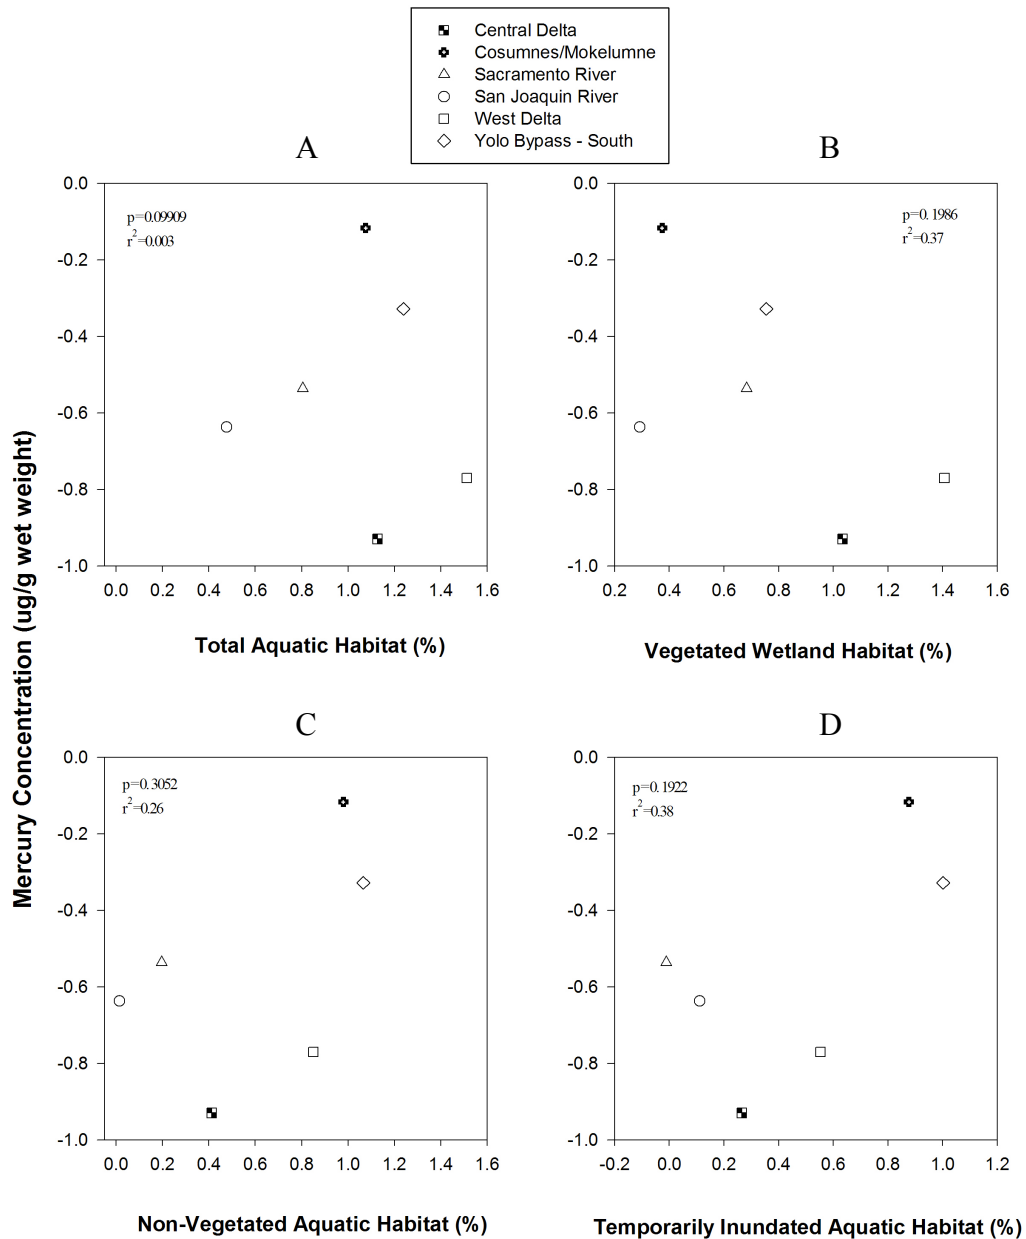 Central Delta
Cosumnes/Mokelumne
Sacramento River
San Joaquin River
West Delta
Yolo Bypass - South
A
B
0.0
-0.2
-0.4
-0.6
-0.8
-1.0
p=0.09909
r²=0.003
0.0 0.2 0.4 0.6 0.8 1.0 1.2 1.4 1.6
Total Aquatic Habitat (%)
0.0
-0.2
-0.4
-0.6
-0.8
-1.0
p=0.1986
r²=0.37
0.2 0.4 0.6 0.8 1.0 1.2 1.4 1.6
Vegetated Wetland Habitat (%)
Mercury Concentration (ug/g wet weight)
C
D
0.0
-0.2
-0.4
-0.6
-0.8
-1.0
p=0.3052
r²=0.26
0.0 0.2 0.4 0.6 0.8 1.0 1.2 1.4 1.6
Non-Vegetated Aquatic Habitat (%)
0.0
-0.2
-0.4
-0.6
-0.8
-1.0
p=0.1922
r²=0.38
-0.2 0.0 0.2 0.4 0.6 0.8 1.0 1.2
Temporarily Inundated Aquatic Habitat (%)